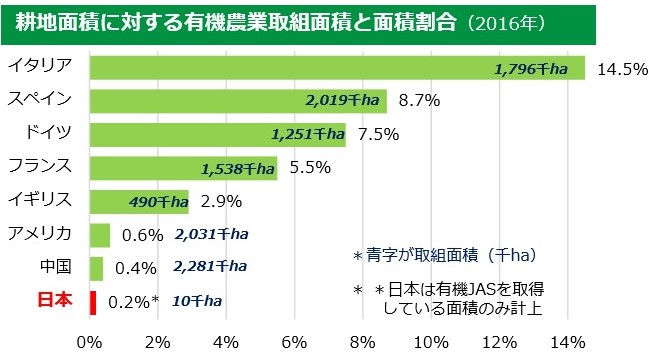 耕地面積に対する有機農業取組面積と面積割合（2016年）
イタリア 1,796千ha 14.5%
スペイン 2,019千ha 8.7%
ドイツ 1,251千ha 7.5%
フランス 1,538千ha 5.5%
イギリス 490千ha 2.9%
アメリカ 0.6% 2,031千ha
中国 0.4% 2,281千ha
日本 0.2%* 10千ha
＊青字が取組面積（千ha）
＊ ＊日本は有機JASを取得
している面積のみ計上
0% 2% 4% 6% 8% 10% 12% 14%